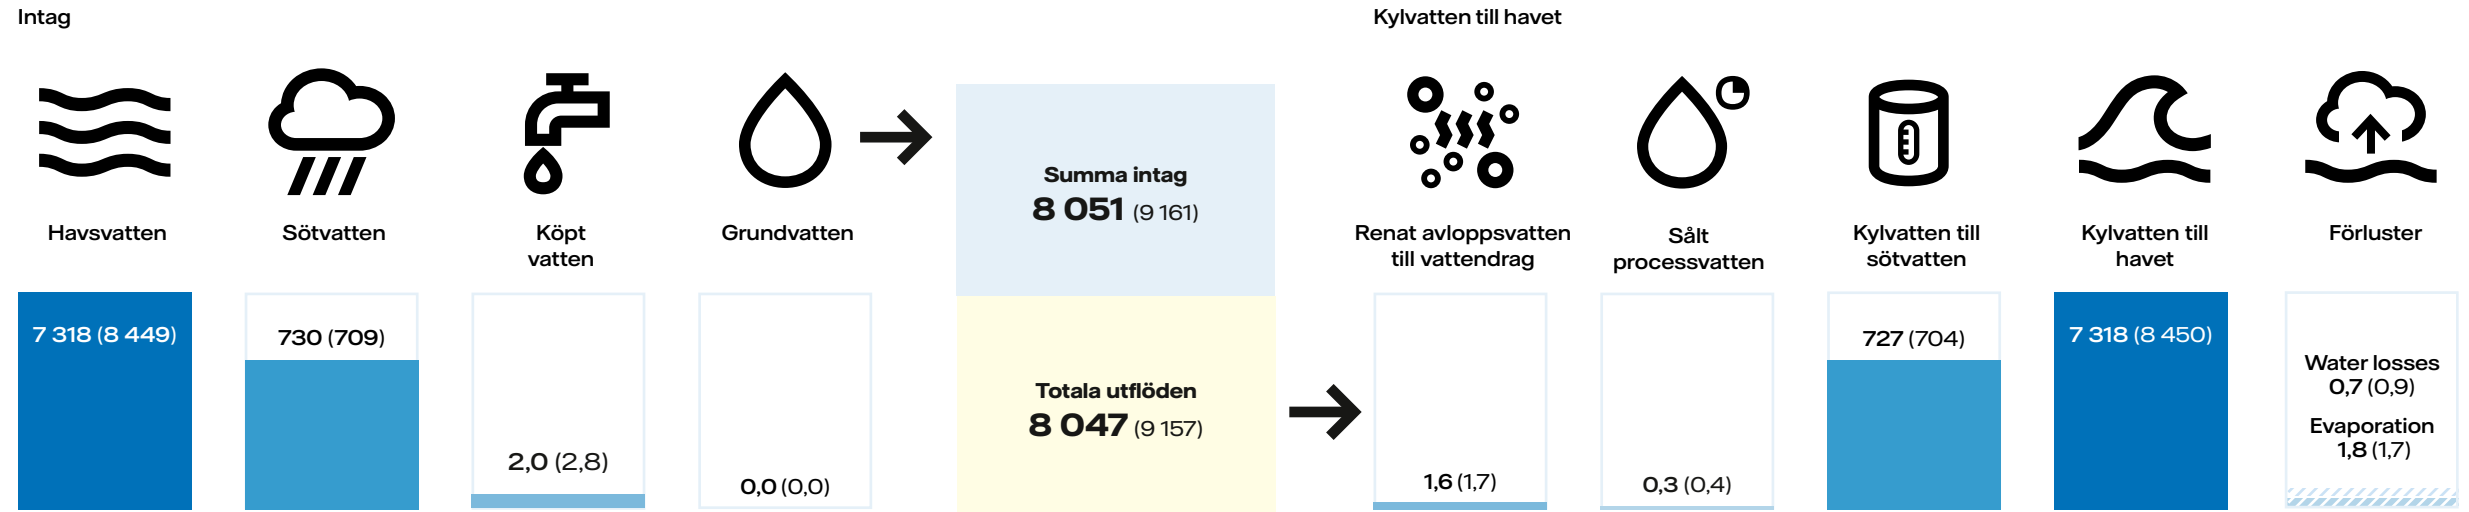 Intag
Havsvatten
7 318 (8 449)
Sötvatten
730 (709)
Köpt
vatten
2,0 (2,8)
Grundvatten
0,0 (0,0)
Summa intag
8 051 (9 161)
Totala utflöden
8 047 (9 157)
Kylvatten till havet
Renat avloppsvatten
till vattendrag
1,6 (1,7)
Sålt
processvatten
0,3 (0,4)
Kylvatten till
sötvatten
727 (704)
Kylvatten till
havet
7 318 (8 450)
Förluster
Water losses
0,7 (0,9)
Evaporation
1,8 (1,7)